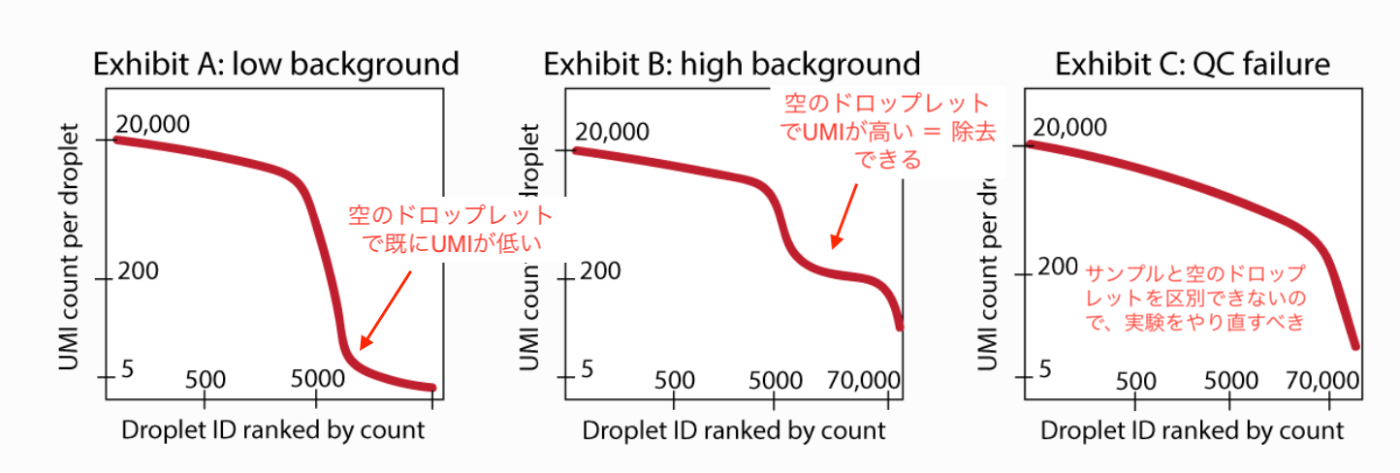 Exhibit A: low background
UMI count per droplet
20,000
200
5
500
5000
Droplet ID ranked by count
空のドロップレット
で既にUMIが低い
Exhibit B: high background
UMI coun
droplet
20,000
200
5
500
5000
70,000
Droplet ID ranked by count
空のドロップレット
でUMIが高い = 除去
できる
Exhibit C: QC failure
UMI count per dr
20,000
200
5
500
5000
70,000
Droplet ID ranked by count
サンプルと空のドロップ
レットを区別できないの
で、実験をやり直すべき